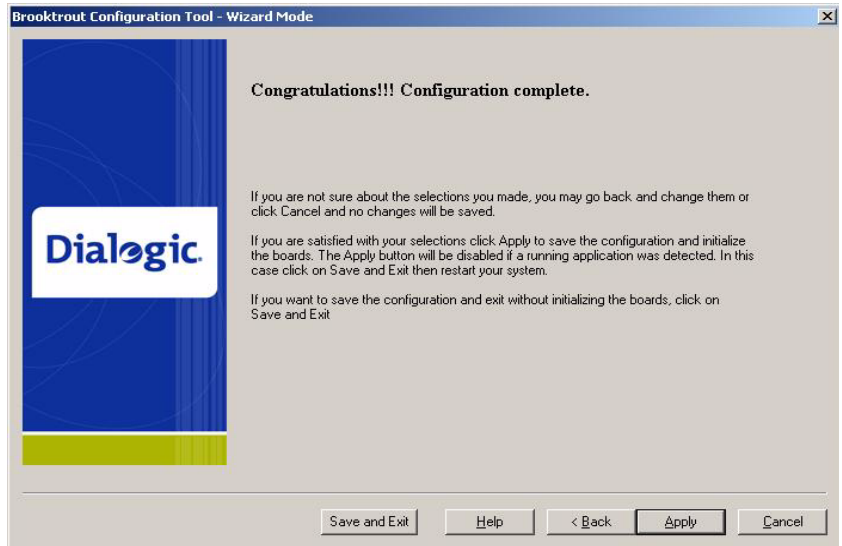 Brooktrout Configuration Tool - Wizard Mode
Congratulations!!! Configuration complete.
If you are not sure about the selections you made, you may go back and change them or
click Cancel and no changes will be saved.
Dialogic.
If you are satisfied with your selections click Apply to save the configuration and initialize
the boards. The Apply button will be disabled if a running application was detected. In this
case click on Save and Exit then restart your system.
If you want to save the configuration and exit without initializing the boards, click on
Save and Exit
Save and Exit
Help
< Back
Apply
Cancel